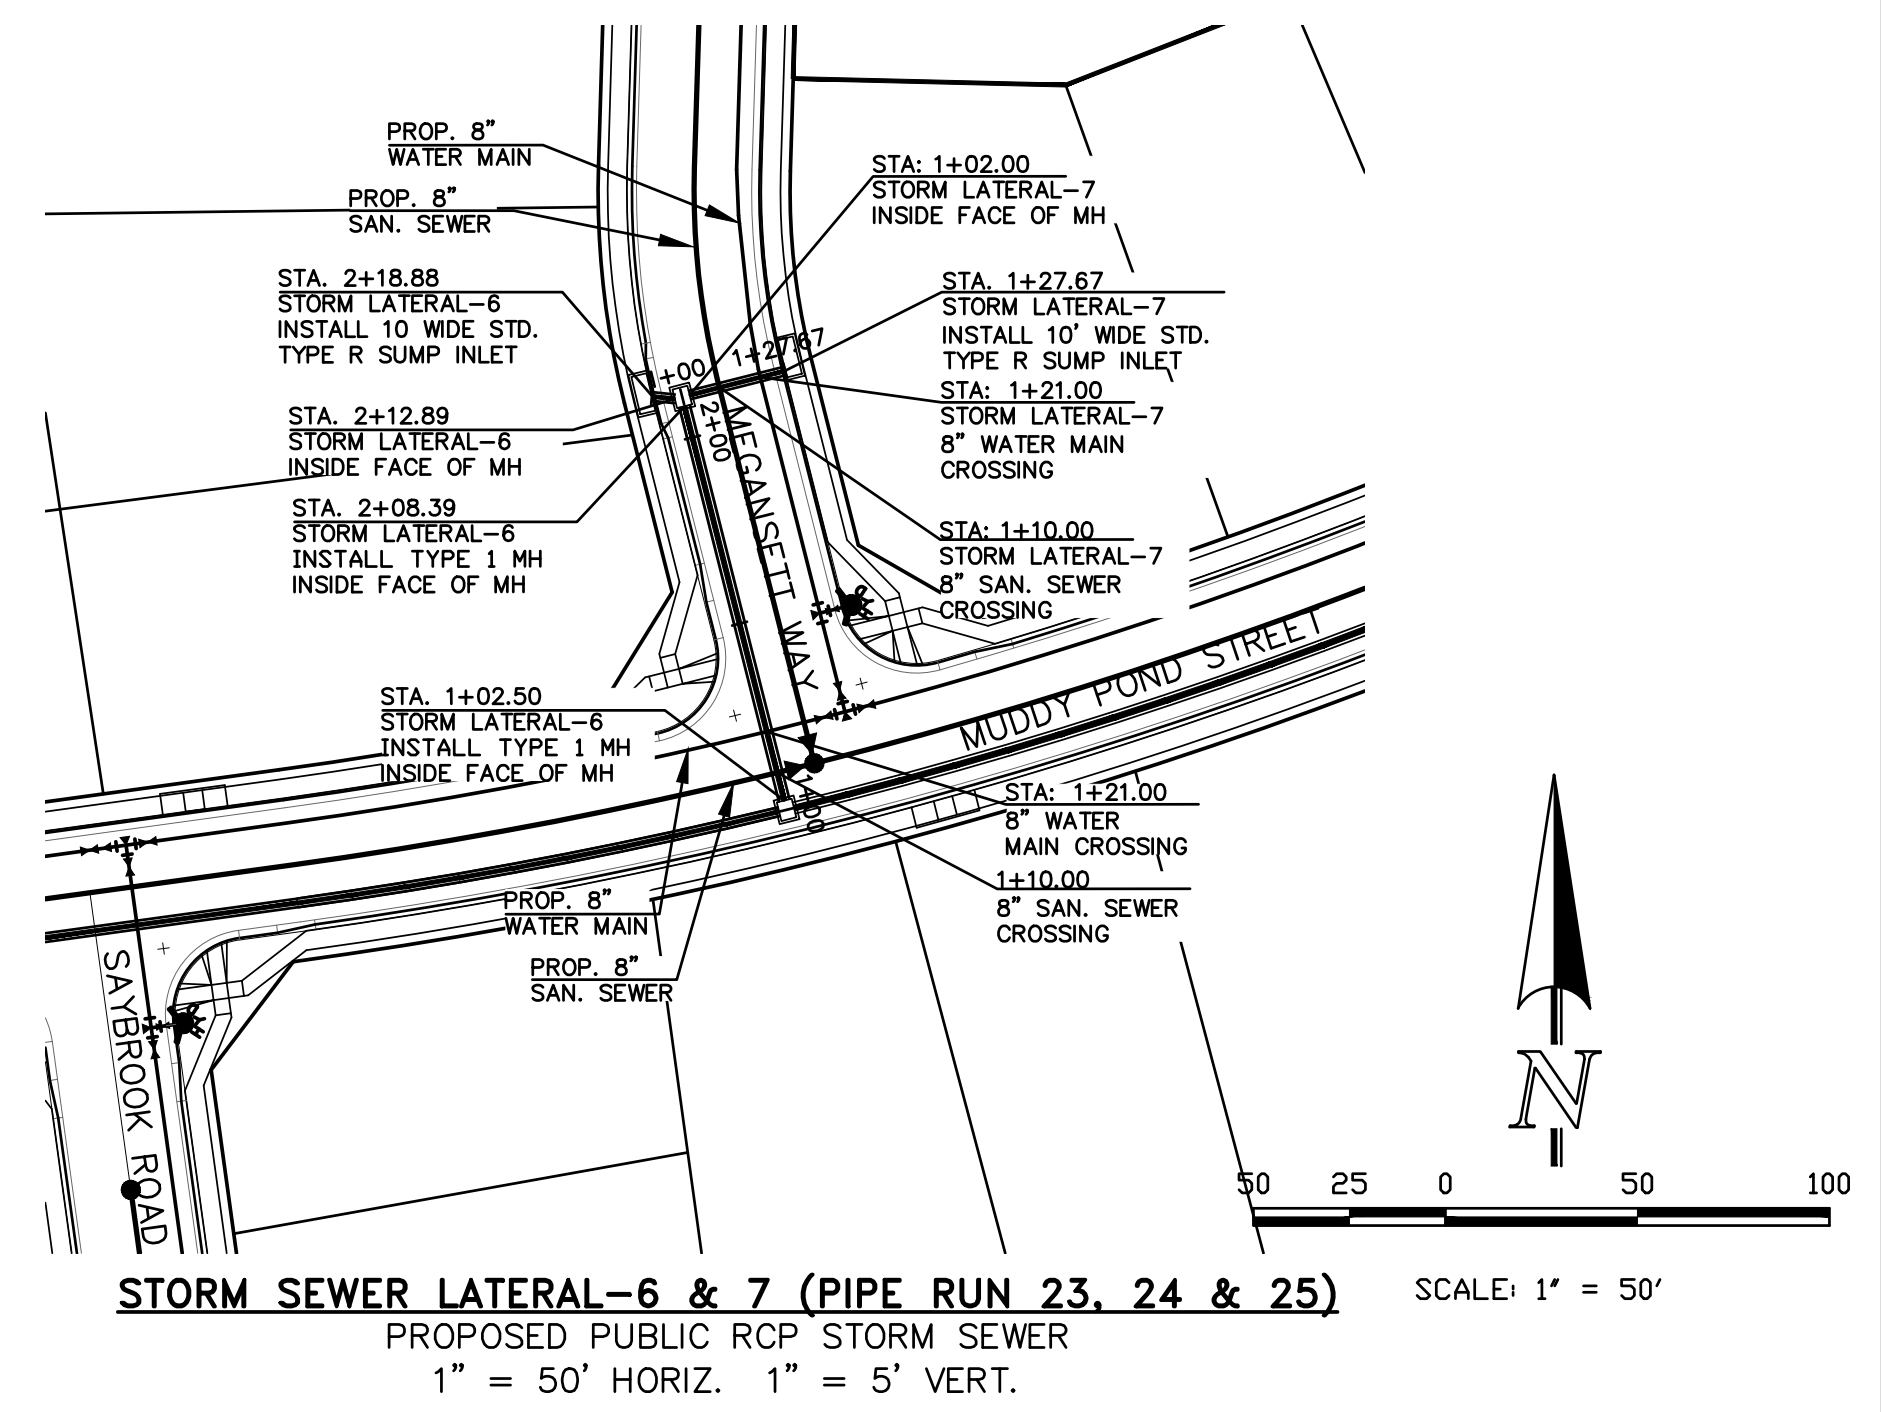 PROP. 8"
WATER MAIN
PROP. 8"
SAN. SEWER
STA: 1+02.00
STORM LATERAL-7
INSIDE FACE OF MH
STA. 2+18.88
STORM LATERAL-6
INSTALL 10 WIDE STD.
TYPE R SUMP INLET
STA. 1+27.67
STORM LATERAL-7
INSTALL 10' WIDE STD.
TYPE R SUMP INLET
1+27.67
+00
2+00
STA: 1+21.00
STORM LATERAL-7
8" WATER MAIN
CROSSING
STA. 2+12.89
STORM LATERAL-6
INSIDE FACE OF MH
STA. 2+08.39
STORM LATERAL-6
INSTALL TYPE 1 MH
INSIDE FACE OF MH
MEGANSETT WAY
STA: 1+10.00
STORM LATERAL-7
8" SAN. SEWER
CROSSING
MUDDY POND STREET
STA. 1+02.50
STORM LATERAL-6
INSTALL TYPE 1 MH
INSIDE FACE OF MH
1+00
STA: 1+21.00
8" WATER
MAIN CROSSING
1+10.00
8" SAN. SEWER
CROSSING
PROP. 8"
WATER MAIN
PROP. 8"
SAN. SEWER
SAYBROOK ROAD
N
50 25 0 50 100
SCALE: 1" = 50'
STORM SEWER LATERAL-6 & 7 (PIPE RUN 23, 24 & 25)
PROPOSED PUBLIC RCP STORM SEWER
1" = 50' HORIZ. 1" = 5' VERT.